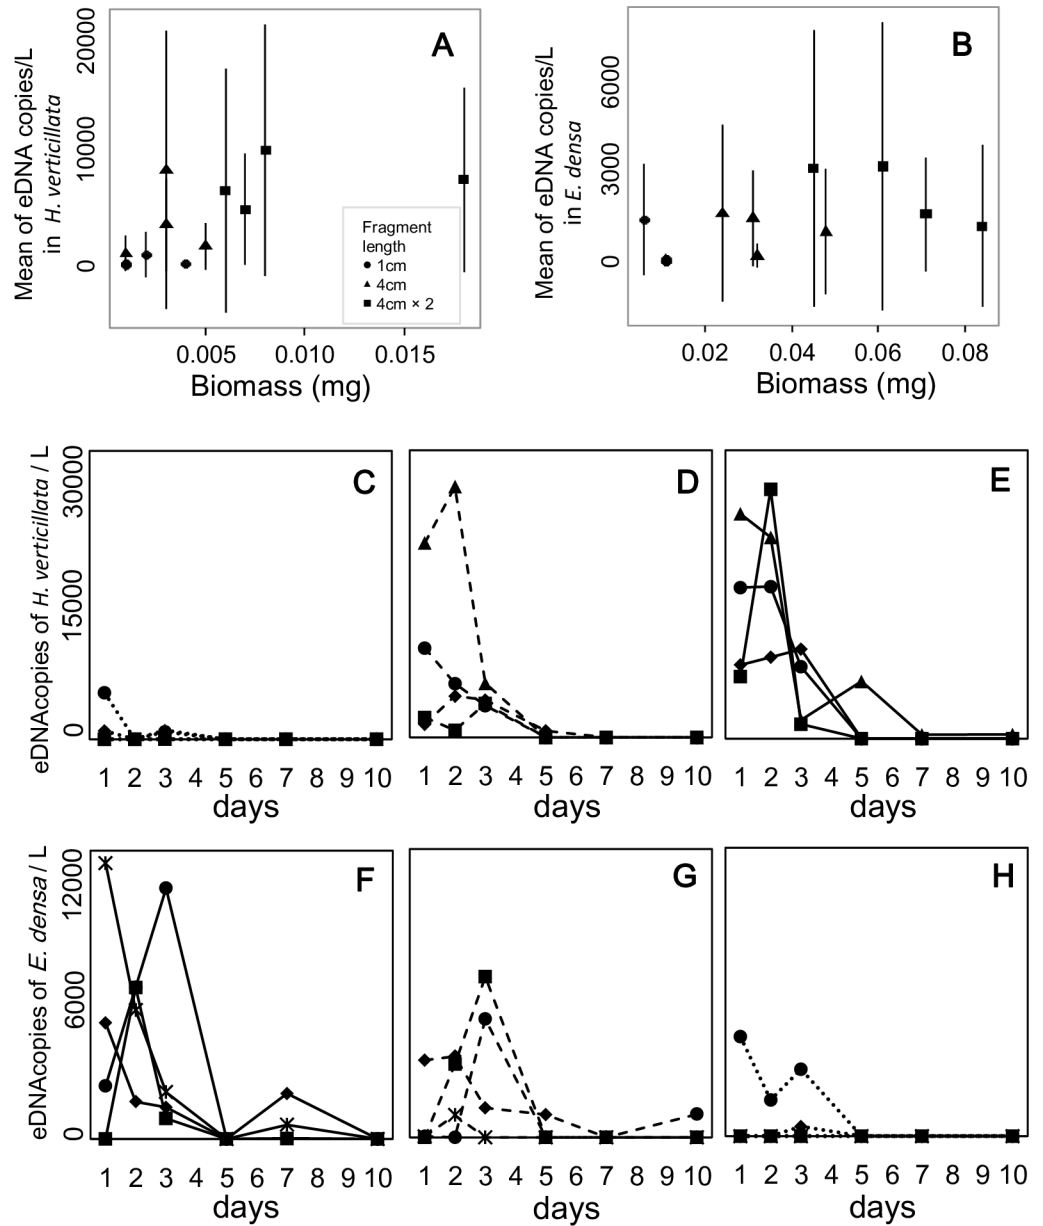 A
Mean of eDNA copies/L
in H. verticillata
20000
10000
0
Fragment
length
1cm
4cm
4cm × 2
0.005 0.010 0.015
Biomass (mg)
B
Mean of eDNA copies/L
in E. densa
6000
3000
0
0.02 0.04 0.06 0.08
Biomass (mg)
C
D
E
eDNAcopies of H. verticillata / L
30000
15000
0
1 2 3 4 5 6 7 8 9 10
days
1 2 3 4 5 6 7 8 9 10
days
1 2 3 4 5 6 7 8 9 10
days
F
G
H
eDNAcopies of E. densa / L
12000
6000
0
1 2 3 4 5 6 7 8 9 10
days
1 2 3 4 5 6 7 8 9 10
days
1 2 3 4 5 6 7 8 9 10
days